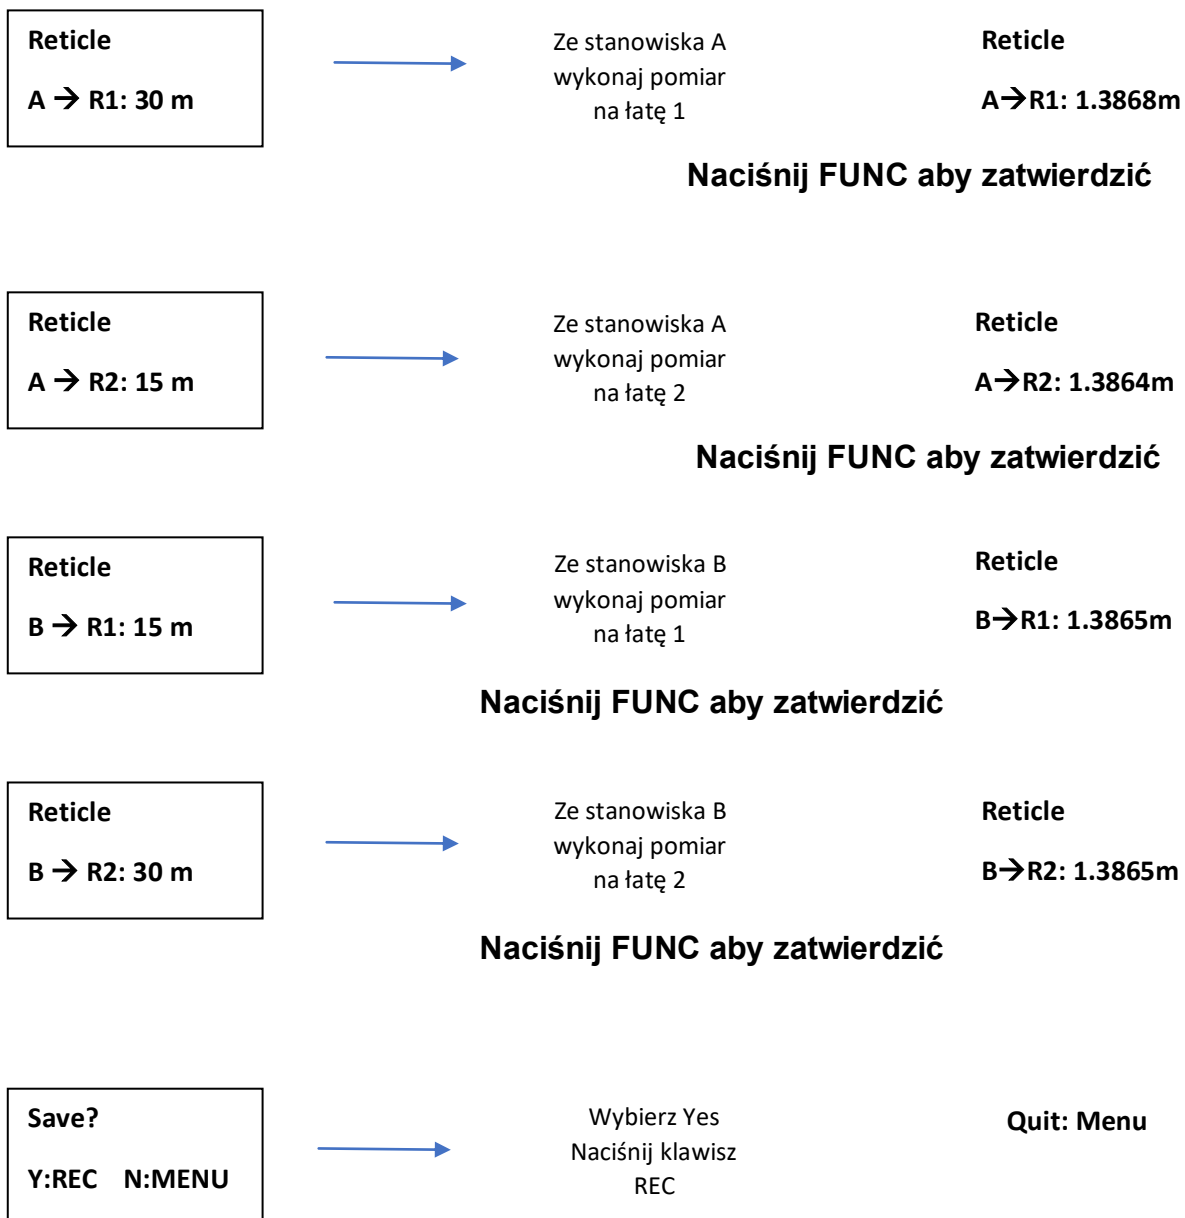 Reticle
A → R1: 30 m
Ze stanowiska A
wykonaj pomiar
na łatę 1
Reticle
A→R1: 1.3868m
Naciśnij FUNC aby zatwierdzić
Reticle
A → R2: 15 m
Ze stanowiska A
wykonaj pomiar
na łatę 2
Reticle
A→R2: 1.3864m
Naciśnij FUNC aby zatwierdzić
Reticle
B → R1: 15 m
Ze stanowiska B
wykonaj pomiar
na łatę 1
Reticle
B→R1: 1.3865m
Naciśnij FUNC aby zatwierdzić
Reticle
B → R2: 30 m
Ze stanowiska B
wykonaj pomiar
na łatę 2
Reticle
B→R2: 1.3865m
Naciśnij FUNC aby zatwierdzić
Save?
Y:REC N:MENU
Wybierz Yes
Naciśnij klawisz
REC
Quit: Menu